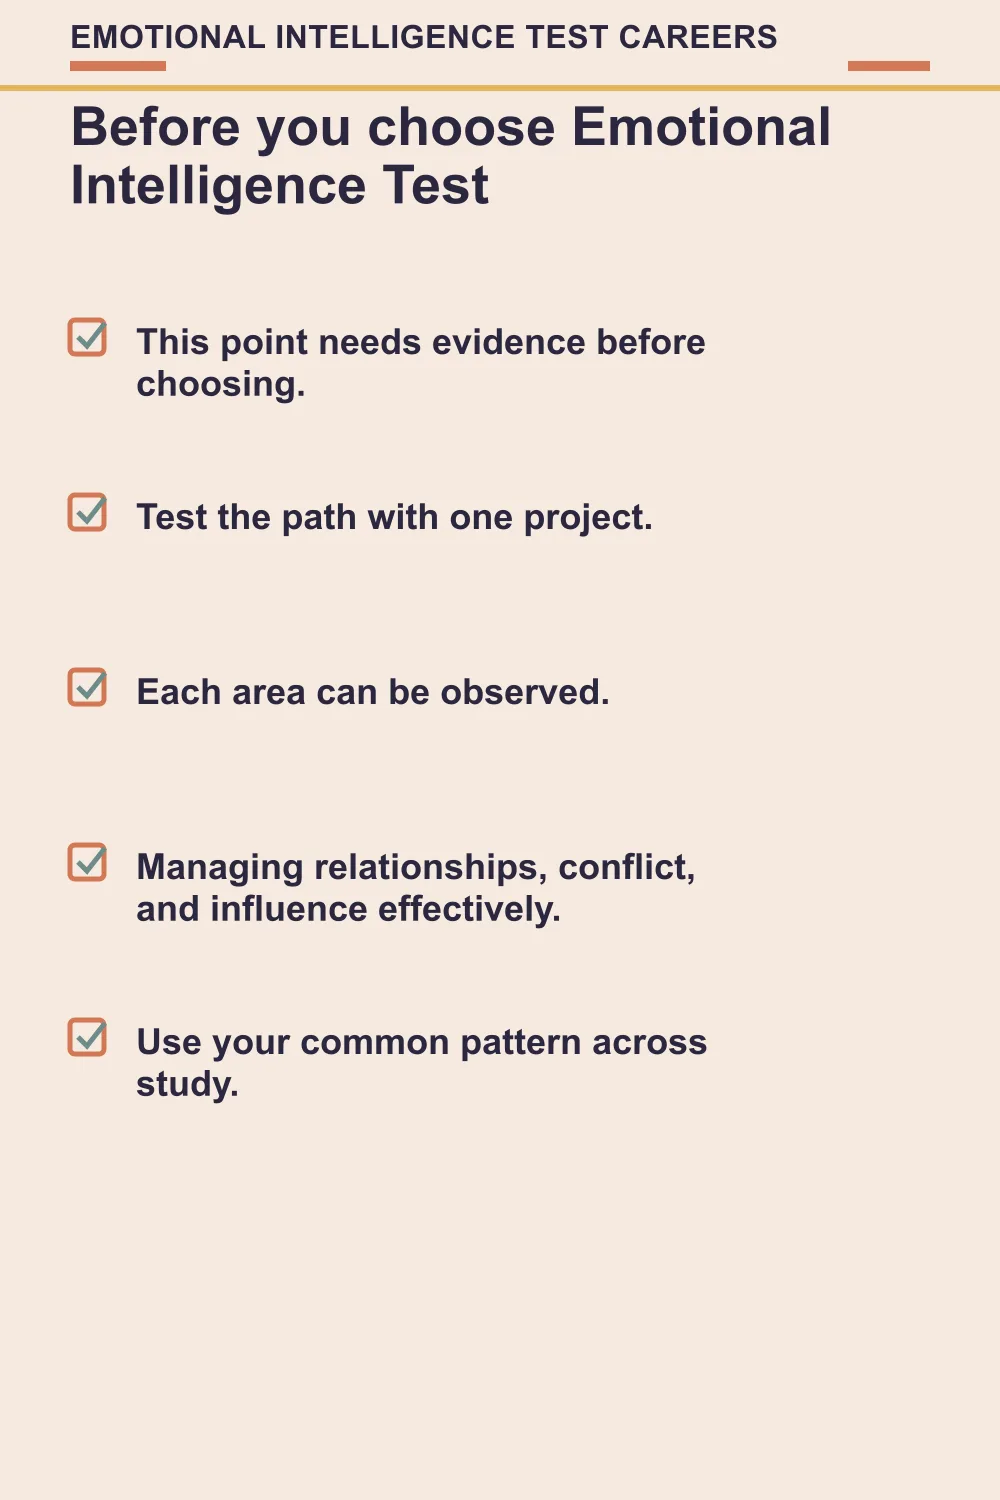 EMOTIONAL INTELLIGENCE TEST CAREERS
Before you choose Emotional
Intelligence Test
This point needs evidence before
choosing.
Test the path with one project.
Each area can be observed.
Managing relationships, conflict,
and influence effectively.
Use your common pattern across
study.